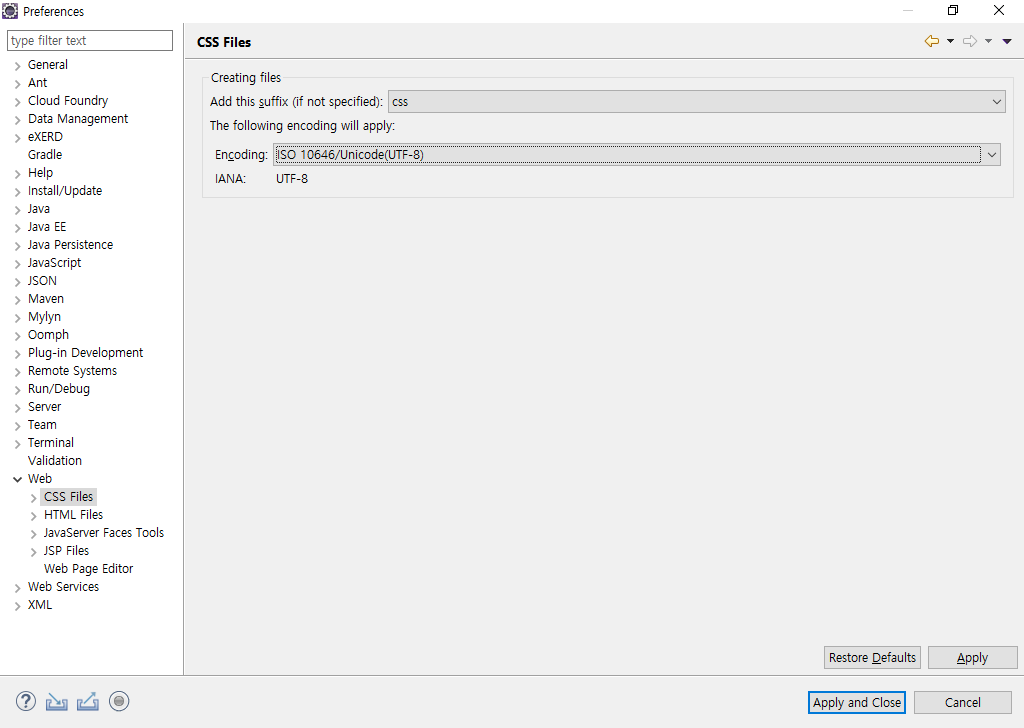 Preferences
type filter text
General
Ant
Cloud Foundry
Data Management
eXERD
Gradle
Help
Install/Update
Java
Java EE
Java Persistence
JavaScript
JSON
Maven
Mylyn
Oomph
Plug-in Development
Remote Systems
Run/Debug
Server
Team
Terminal
Validation
Web
CSS Files
HTML Files
JavaServer Faces Tools
JSP Files
Web Page Editor
Web Services
XML
CSS Files
Creating files
Add this suffix (if not specified): css
The following encoding will apply:
Encoding: ISO 10646/Unicode(UTF-8)
IANA: UTF-8
Restore Defaults Apply
Apply and Close Cancel